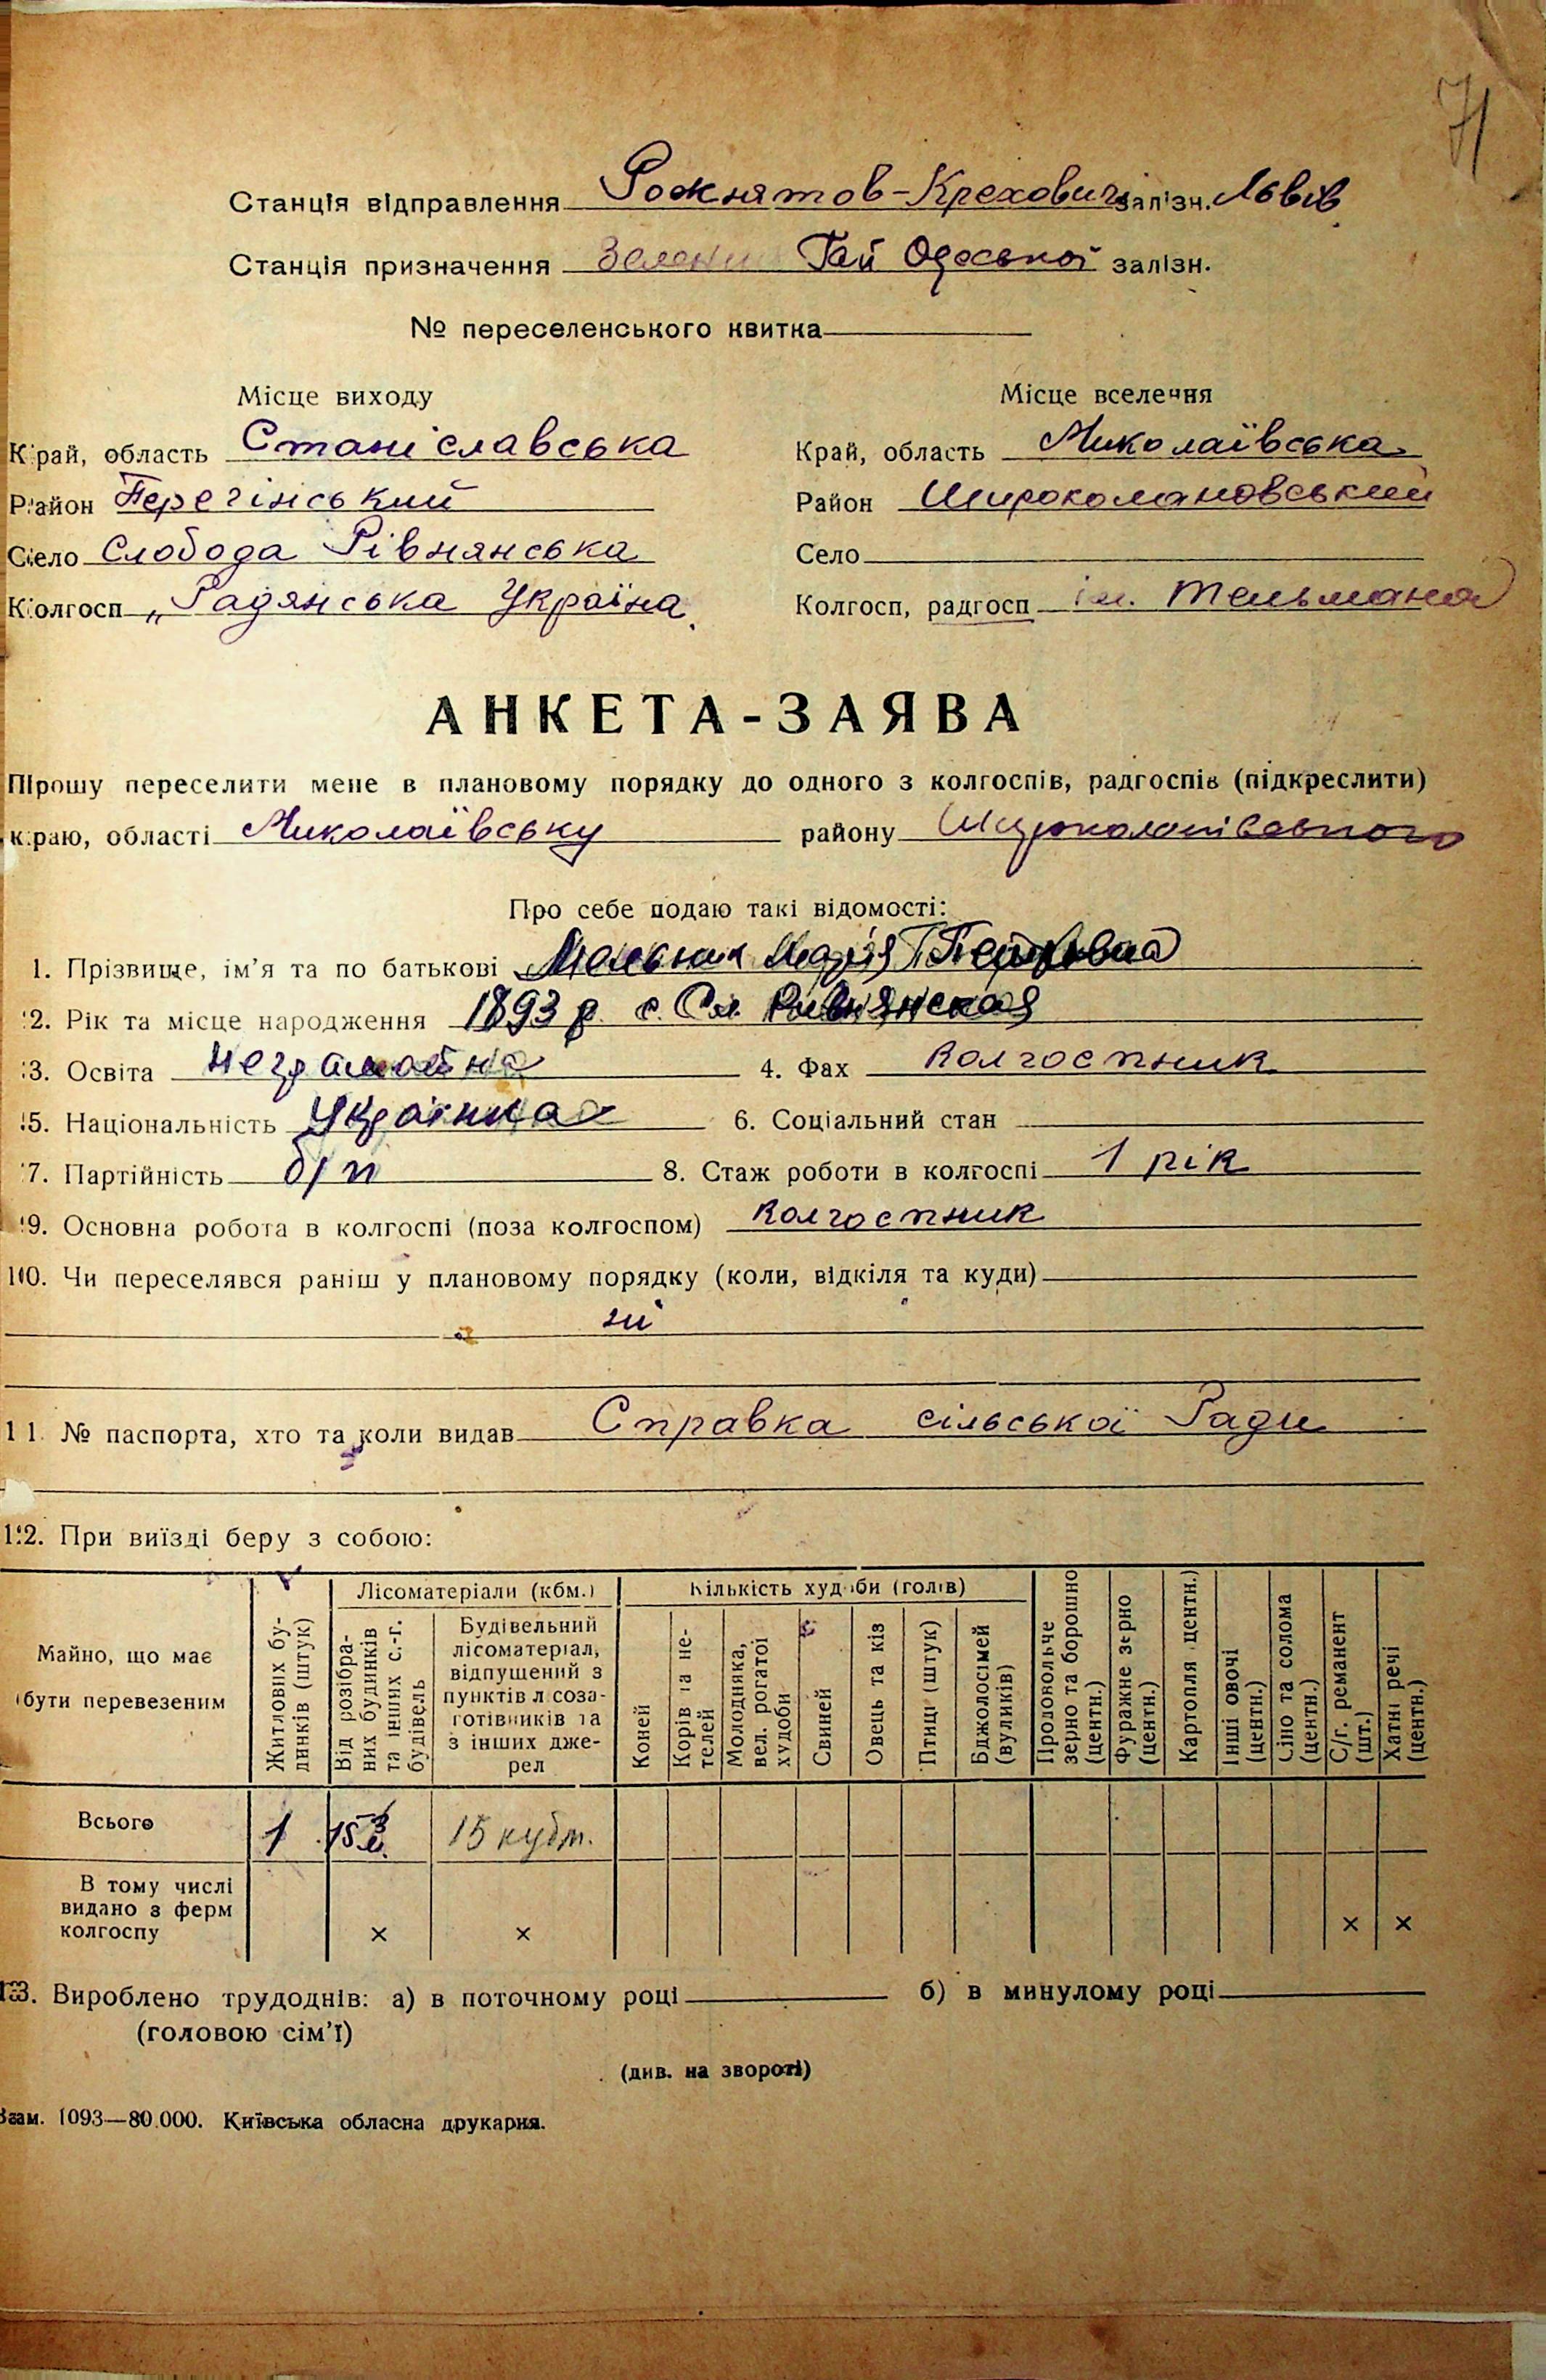 71
Станція відправлення Рожнятов-Креховичі залізн. Львів
Станція призначення Зелений Гай Одеської залізн.
№ переселенського квитка
Місце виходу
Місце вселення
Край, область Станіславська
Край, область Миколаївська
Район Перегінський
Район Широколановський
Село Слобода Рівнянська
Село
Колгосп „Радянська Україна
Колгосп, радгосп ім. Тельмана
АНКЕТА-ЗАЯВА
Прошу переселити мене в плановому порядку до одного з колгоспів, радгоспів (підкреслити)
краю, області Миколаївську району Широколанівського
Про себе подаю такі відомості:
1. Прізвище, ім’я та по батькові Мельник Марія Петрівна
2. Рік та місце народження 1893 р. с. Сл. Рівнянская
3. Освіта неграмотна 4. Фах колгоспник
5. Національність Українка 6. Соціальний стан
7. Партійність б/п 8. Стаж роботи в колгоспі 1 рік
9. Основна робота в колгоспі (поза колгоспом) колгоспник
10. Чи переселявся раніш у плановому порядку (коли, відкіля та куди)
ні
11. № паспорта, хто та коли видав Справка сільської Ради
12. При виїзді беру з собою:
Майно, що має бути перевезеним
Житлових будинків (штук)
Лісоматеріали (кбм.)
Від розібраних будинків та інших с.-г. будівель
Будівельний лісоматеріал, відпущений з пунктів лісозаготівників та з інших джерел
Кількість худоби (голів)
Коней
Корів та нетелей
Молодняка, вел. рогатої худоби
Свиней
Овець та кіз
Птиці (штук)
Бджолосімей (вуликів)
Продовольче зерно та борошно (центн.)
Фуражне зерно (центн.)
Картопля центн.)
Інші овочі (центн.)
Сіно та солома (центн.)
С/г. реманент (шт.)
Хатні речі (центн.)
Всього 1 15 м³ 15 кубм.
В тому числі видано з ферм колгоспу × × × ×
13. Вироблено трудоднів: а) в поточному році б) в минулому році
(головою сім’ї)
(див. на звороті)
Зам. 1093—80.000. Київська обласна друкарня.